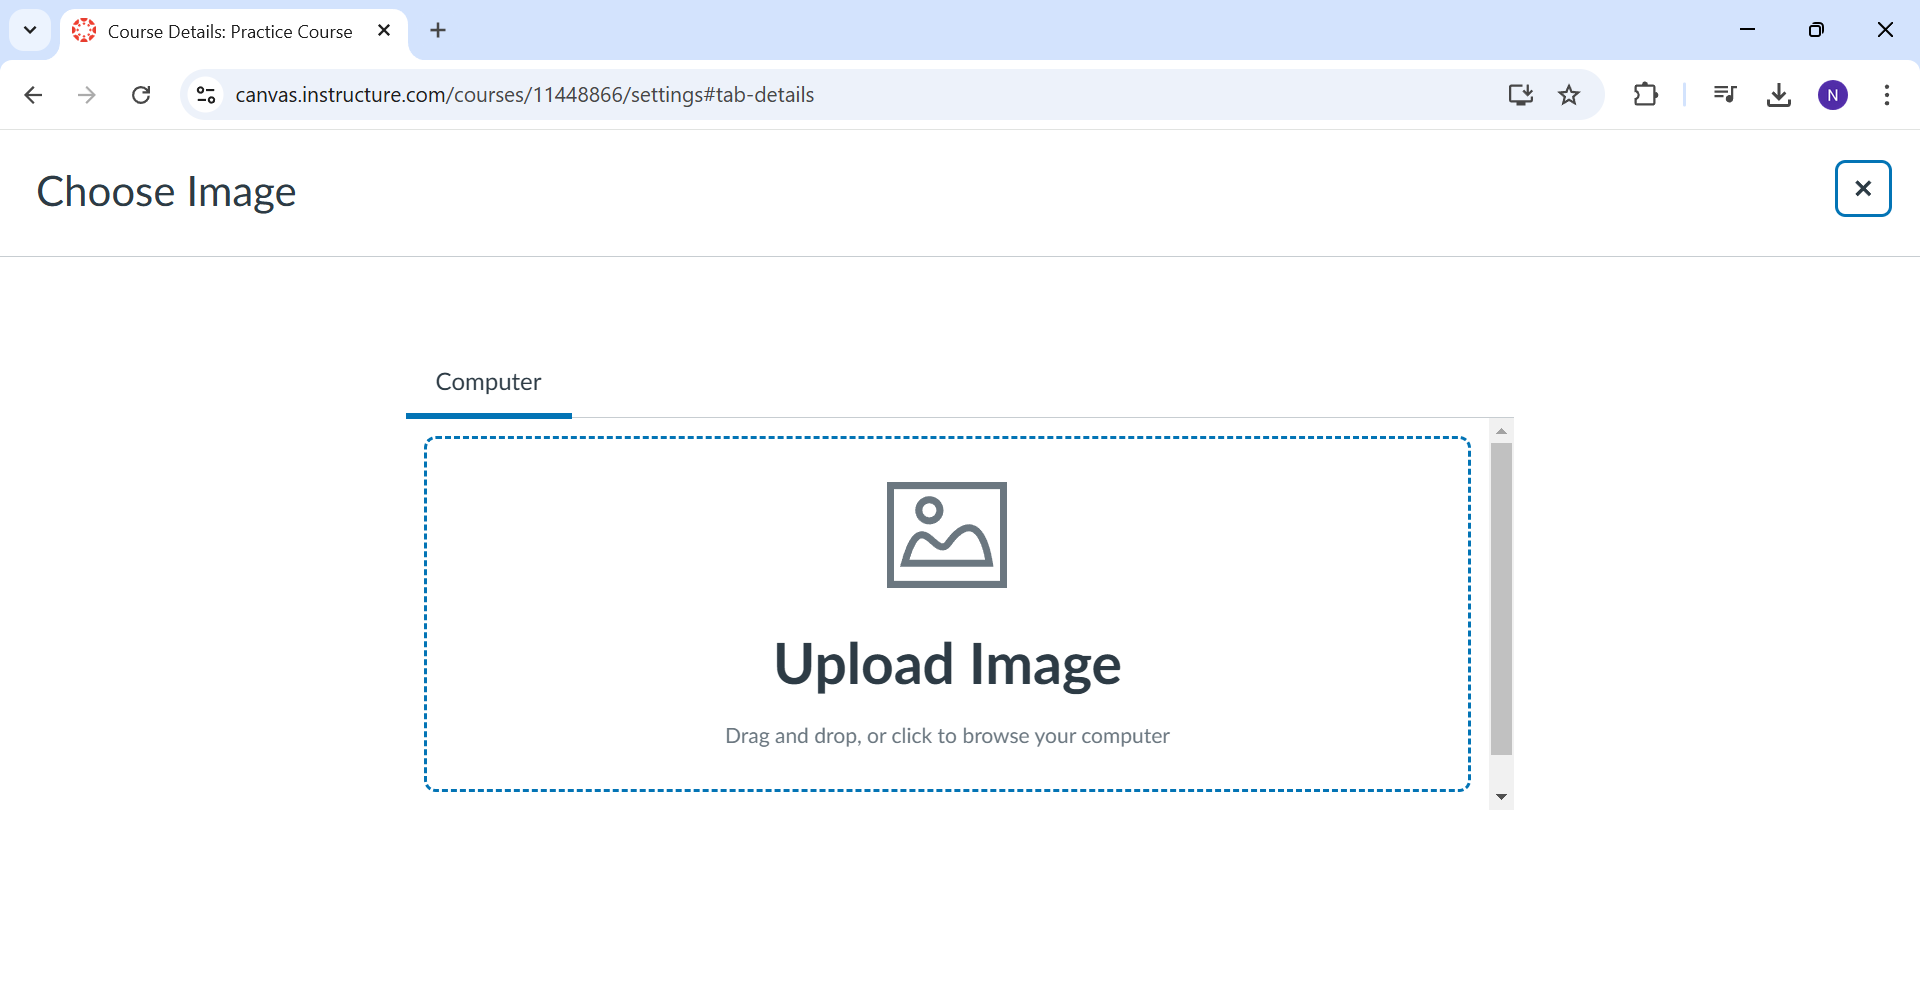 Course Details: Practice Course
canvas.instructure.com/courses/11448866/settings#tab-details
N
Choose Image
Computer
Upload Image
Drag and drop, or click to browse your computer